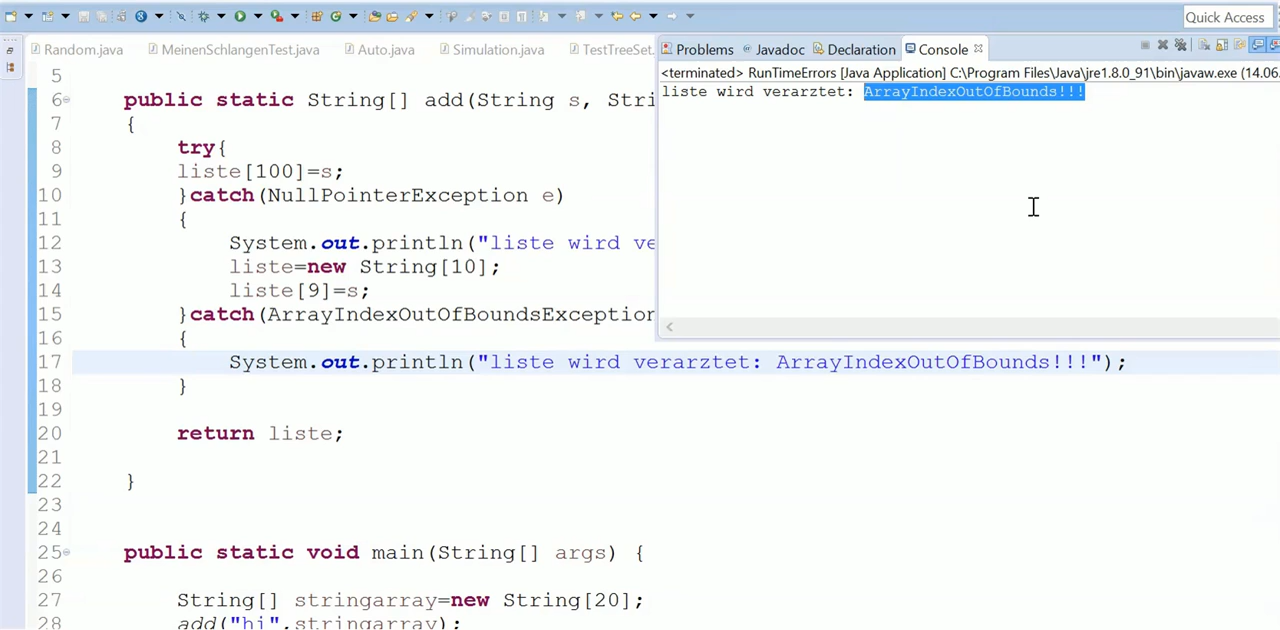 Quick Access
Random.java MeinenSchlangenTest.java Auto.java Simulation.java TestTreeSet.
Problems Javadoc Declaration Console
<terminated> RunTimeErrors [Java Application] C:\Program Files\Java\jre1.8.0_91\bin\javaw.exe (14.06.
liste wird verarztet: ArrayIndexOutOfBounds!!!
5
6 public static String[] add(String s, Stri
7 {
8 try{
9 liste[100]=s;
10 }catch(NullPointerException e)
11 {
12 System.out.println("liste wird ve
13 liste=new String[10];
14 liste[9]=s;
15 }catch(ArrayIndexOutOfBoundsException
16 {
17 System.out.println("liste wird verarztet: ArrayIndexOutOfBounds!!!");
18 }
19
20 return liste;
21
22 }
23
24
25 public static void main(String[] args) {
26
27 String[] stringarray=new String[20];
28 add("hi",stringarray);